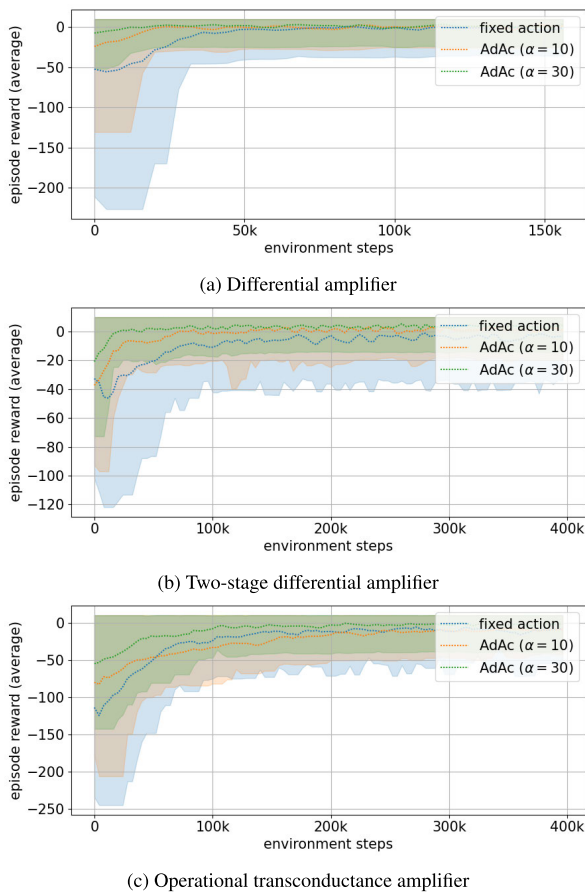 episode reward (average)
0
−50
−100
−150
−200
fixed action
AdAc (α = 10)
AdAc (α = 30)
0
50k
100k
150k
environment steps
(a) Differential amplifier
episode reward (average)
0
−20
−40
−60
−80
−100
−120
fixed action
AdAc (α = 10)
AdAc (α = 30)
0
100k
200k
300k
400k
environment steps
(b) Two-stage differential amplifier
episode reward (average)
0
−50
−100
−150
−200
−250
fixed action
AdAc (α = 10)
AdAc (α = 30)
0
100k
200k
300k
400k
environment steps
(c) Operational transconductance amplifier